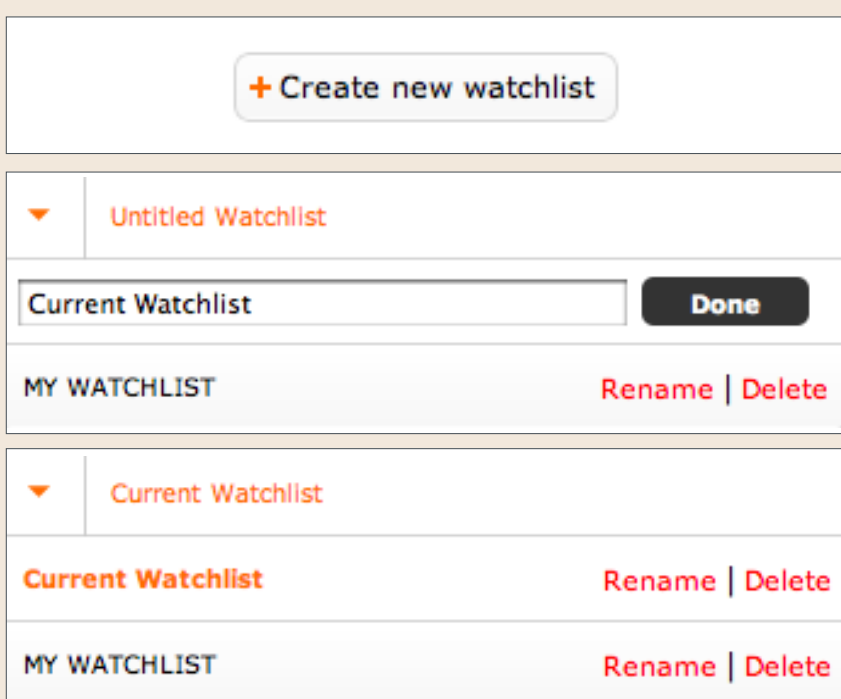 + Create new watchlist
Untitled Watchlist
Current Watchlist Done
MY WATCHLIST Rename | Delete
Current Watchlist
Current Watchlist Rename | Delete
MY WATCHLIST Rename | Delete